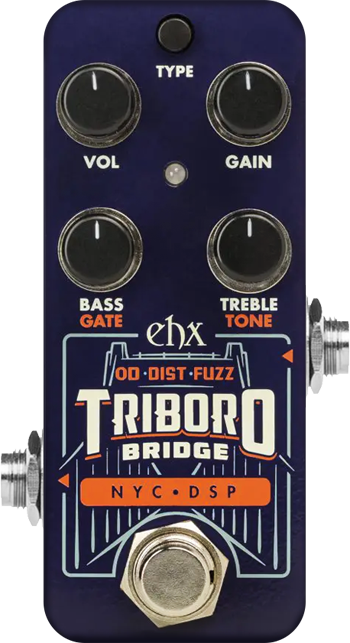 TYPE
VOL GAIN
BASS TREBLE
GATE TONE
ehx
OD·DIST·FUZZ
TRIBORO
BRIDGE
NYC•DSP